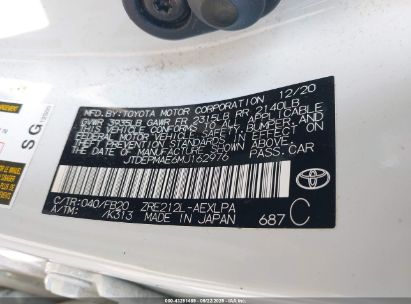 MFD.BY:TOYOTA MOTOR CORPORATION 12/20
GVWR 3935LB GAWR FR 2315LB RR 2140LB
THIS VEHICLE CONFORMS TO ALL APPLICABLE
FEDERAL MOTOR VEHICLE SAFETY, BUMPER, AND
THEFT PREVENTION STANDARDS IN EFFECT ON
THE DATE OF MANUFACTURE SHOWN ABOVE.
JTDEPMAE6MJ162976 PASS.CAR
C/TR:040/FB20 ZRE212L-AEXLPA
A/TM: /K313 MADE IN JAPAN 687 C
TOYOTA
SG